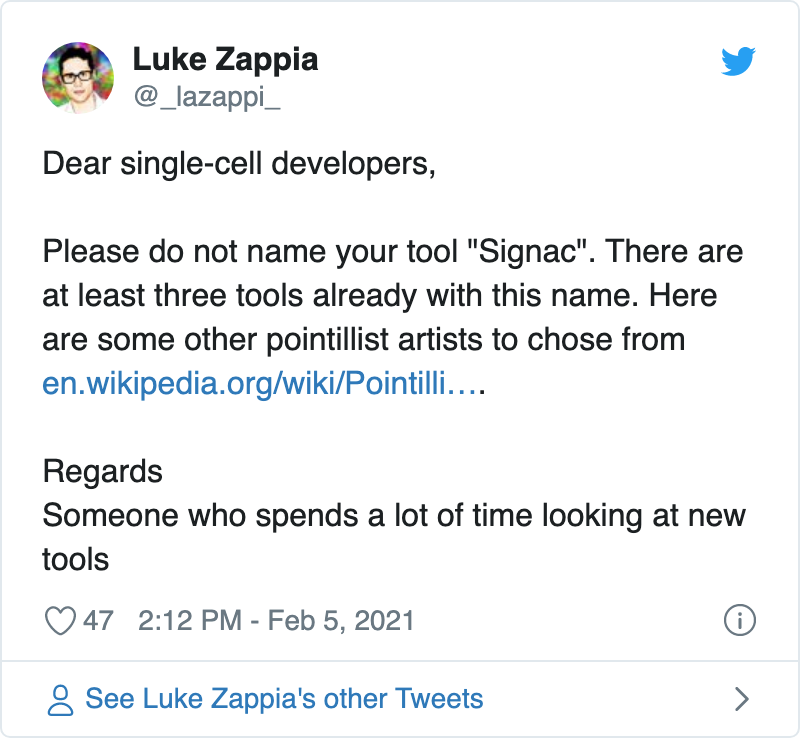 Luke Zappia
@_lazappi_
Dear single-cell developers,
Please do not name your tool "Signac". There are
at least three tools already with this name. Here
are some other pointillist artists to chose from
en.wikipedia.org/wiki/Pointilli….
Regards
Someone who spends a lot of time looking at new
tools
47 2:12 PM - Feb 5, 2021
See Luke Zappia's other Tweets